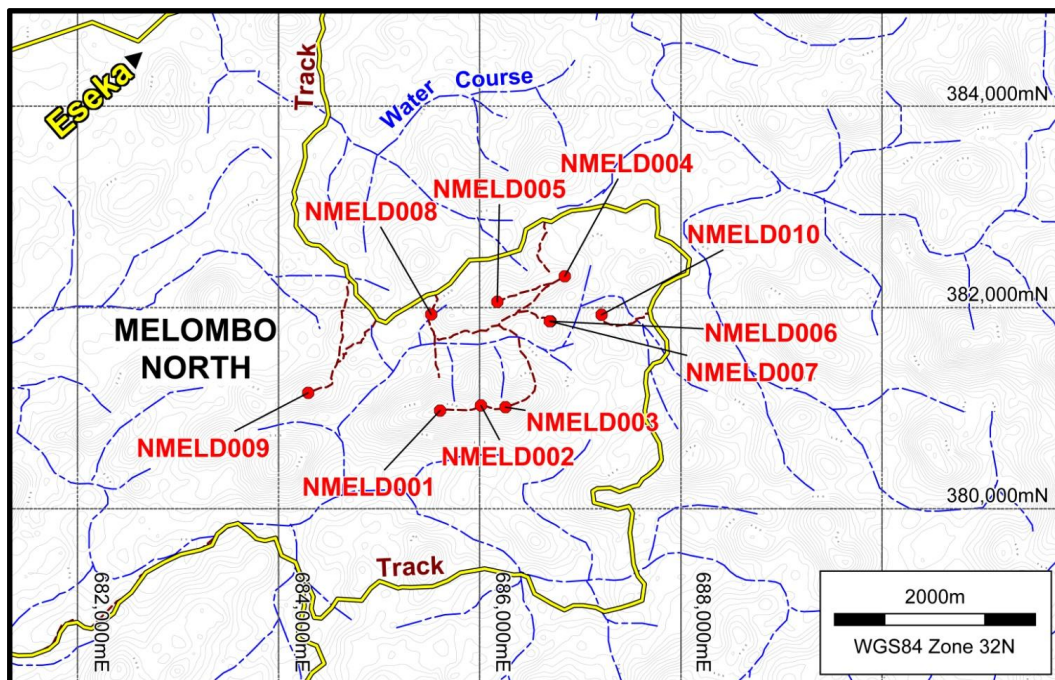 Eseka
Track
Water Course
384,000mN
NMELD004
NMELD005
NMELD008
NMELD010
382,000mN
MELOMBO
NORTH
NMELD006
NMELD007
NMELD003
NMELD009
NMELD002
NMELD001
380,000mN
Track
682,000mE
684,000mE
686,000mE
688,000mE
2000m
WGS84 Zone 32N